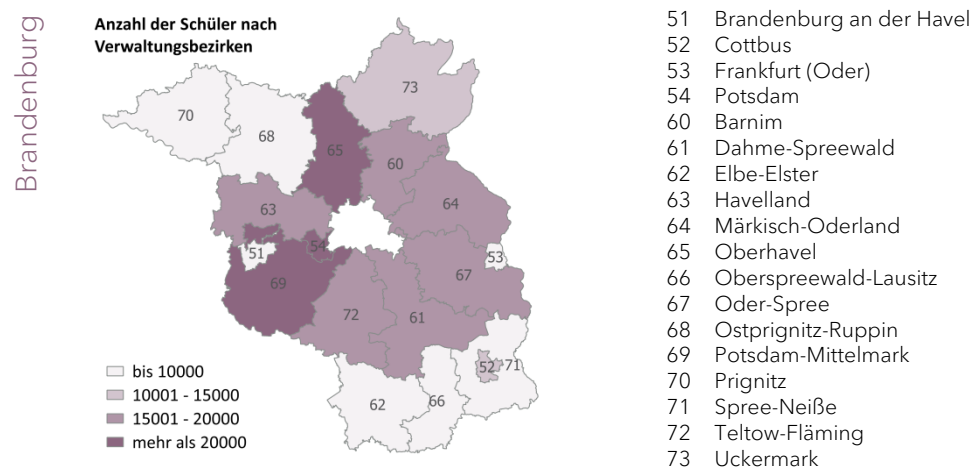 Brandenburg
Anzahl der Schüler nach
Verwaltungsbezirken
73
70
68
65
60
63
64
54
51
53
67
69
72
61
52
71
62
66
bis 10000
10001 - 15000
15001 - 20000
mehr als 20000
51 Brandenburg an der Havel
52 Cottbus
53 Frankfurt (Oder)
54 Potsdam
60 Barnim
61 Dahme-Spreewald
62 Elbe-Elster
63 Havelland
64 Märkisch-Oderland
65 Oberhavel
66 Oberspreewald-Lausitz
67 Oder-Spree
68 Ostprignitz-Ruppin
69 Potsdam-Mittelmark
70 Prignitz
71 Spree-Neiße
72 Teltow-Fläming
73 Uckermark